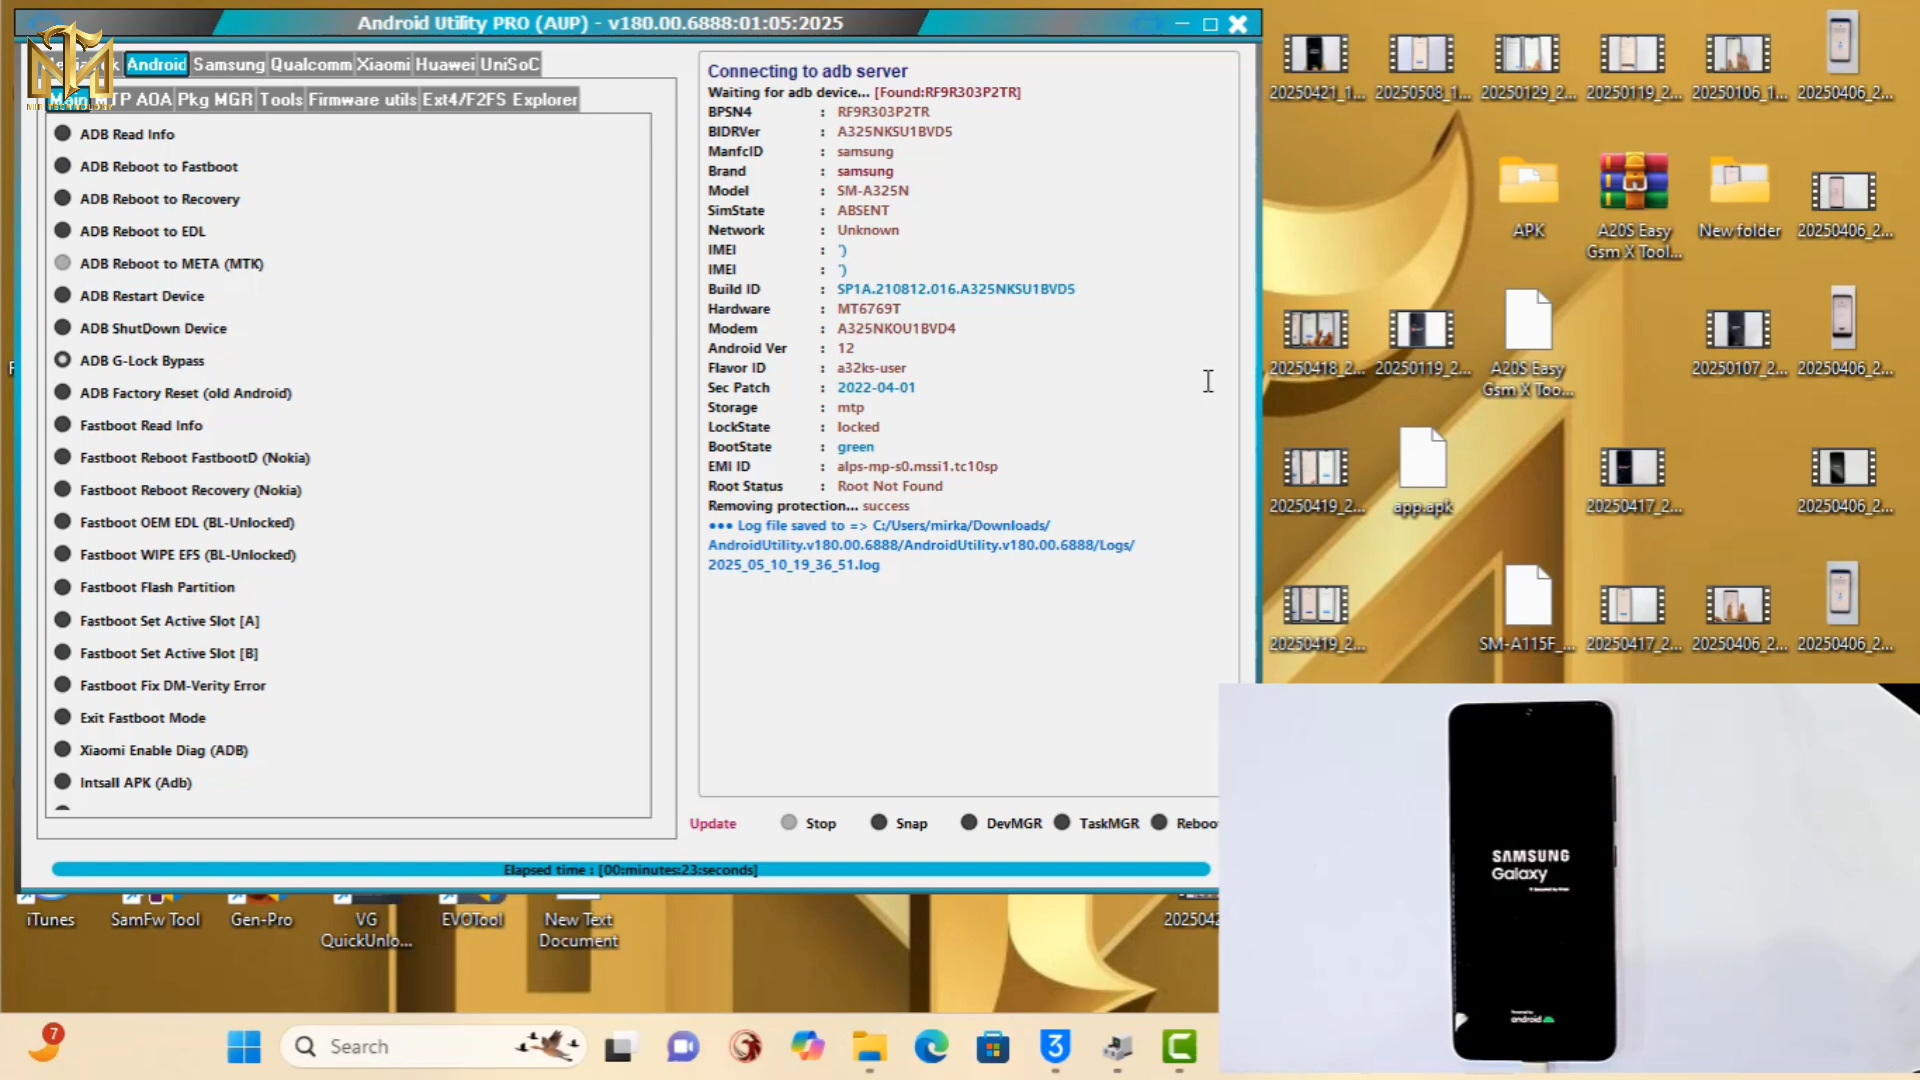 Android Utility PRO (AUP) - v180.00.6888:01:05:2025
Android Samsung Qualcomm Xiaomi Huawei UniSoC
Main MTP AOA Pkg MGR Tools Firmware utils Ext4/F2FS Explorer
ADB Read Info
ADB Reboot to Fastboot
ADB Reboot to Recovery
ADB Reboot to EDL
ADB Reboot to META (MTK)
ADB Restart Device
ADB ShutDown Device
ADB G-Lock Bypass
ADB Factory Reset (old Android)
Fastboot Read Info
Fastboot Reboot FastbootD (Nokia)
Fastboot Reboot Recovery (Nokia)
Fastboot OEM EDL (BL-Unlocked)
Fastboot WIPE EFS (BL-Unlocked)
Fastboot Flash Partition
Fastboot Set Active Slot [A]
Fastboot Set Active Slot [B]
Fastboot Fix DM-Verity Error
Exit Fastboot Mode
Xiaomi Enable Diag (ADB)
Intsall APK (Adb)
Connecting to adb server
Waiting for adb device... [Found:RF9R303P2TR]
BPSN4 : RF9R303P2TR
BIDRVer : A325NKSU1BVD5
ManfcID : samsung
Brand : samsung
Model : SM-A325N
SimState : ABSENT
Network : Unknown
IMEI : ')
IMEI : ')
Build ID : SP1A.210812.016.A325NKSU1BVD5
Hardware : MT6769T
Modem : A325NKOU1BVD4
Android Ver : 12
Flavor ID : a32ks-user
Sec Patch : 2022-04-01
Storage : mtp
LockState : locked
BootState : green
EMI ID : alps-mp-s0.mssi1.tc10sp
Root Status : Root Not Found
Removing protection... success
••• Log file saved to => C:/Users/mirka/Downloads/
AndroidUtility.v180.00.6888/AndroidUtility.v180.00.6888/Logs/
2025_05_10_19_36_51.log
Update Stop Snap DevMGR TaskMGR Reboo
Elapsed time : [00:minutes:23:seconds]
20250421_1... 20250508_1... 20250129_2... 20250119_2... 20250106_1... 20250406_2...
APK A20S Easy New folder 20250406_2...
Gsm X Tool...
20250418_2... 20250119_2... A20S Easy 20250107_2... 20250406_2...
Gsm X Too...
20250419_2... app.apk 20250417_2... 20250406_2...
20250419_2... SM-A115F_... 20250417_2... 20250406_2... 20250406_2...
iTunes SamFw Tool Gen-Pro VG EVOTool New Text 2025042
QuickUnlo... Document
SAMSUNG
Galaxy
android
7 Search 3